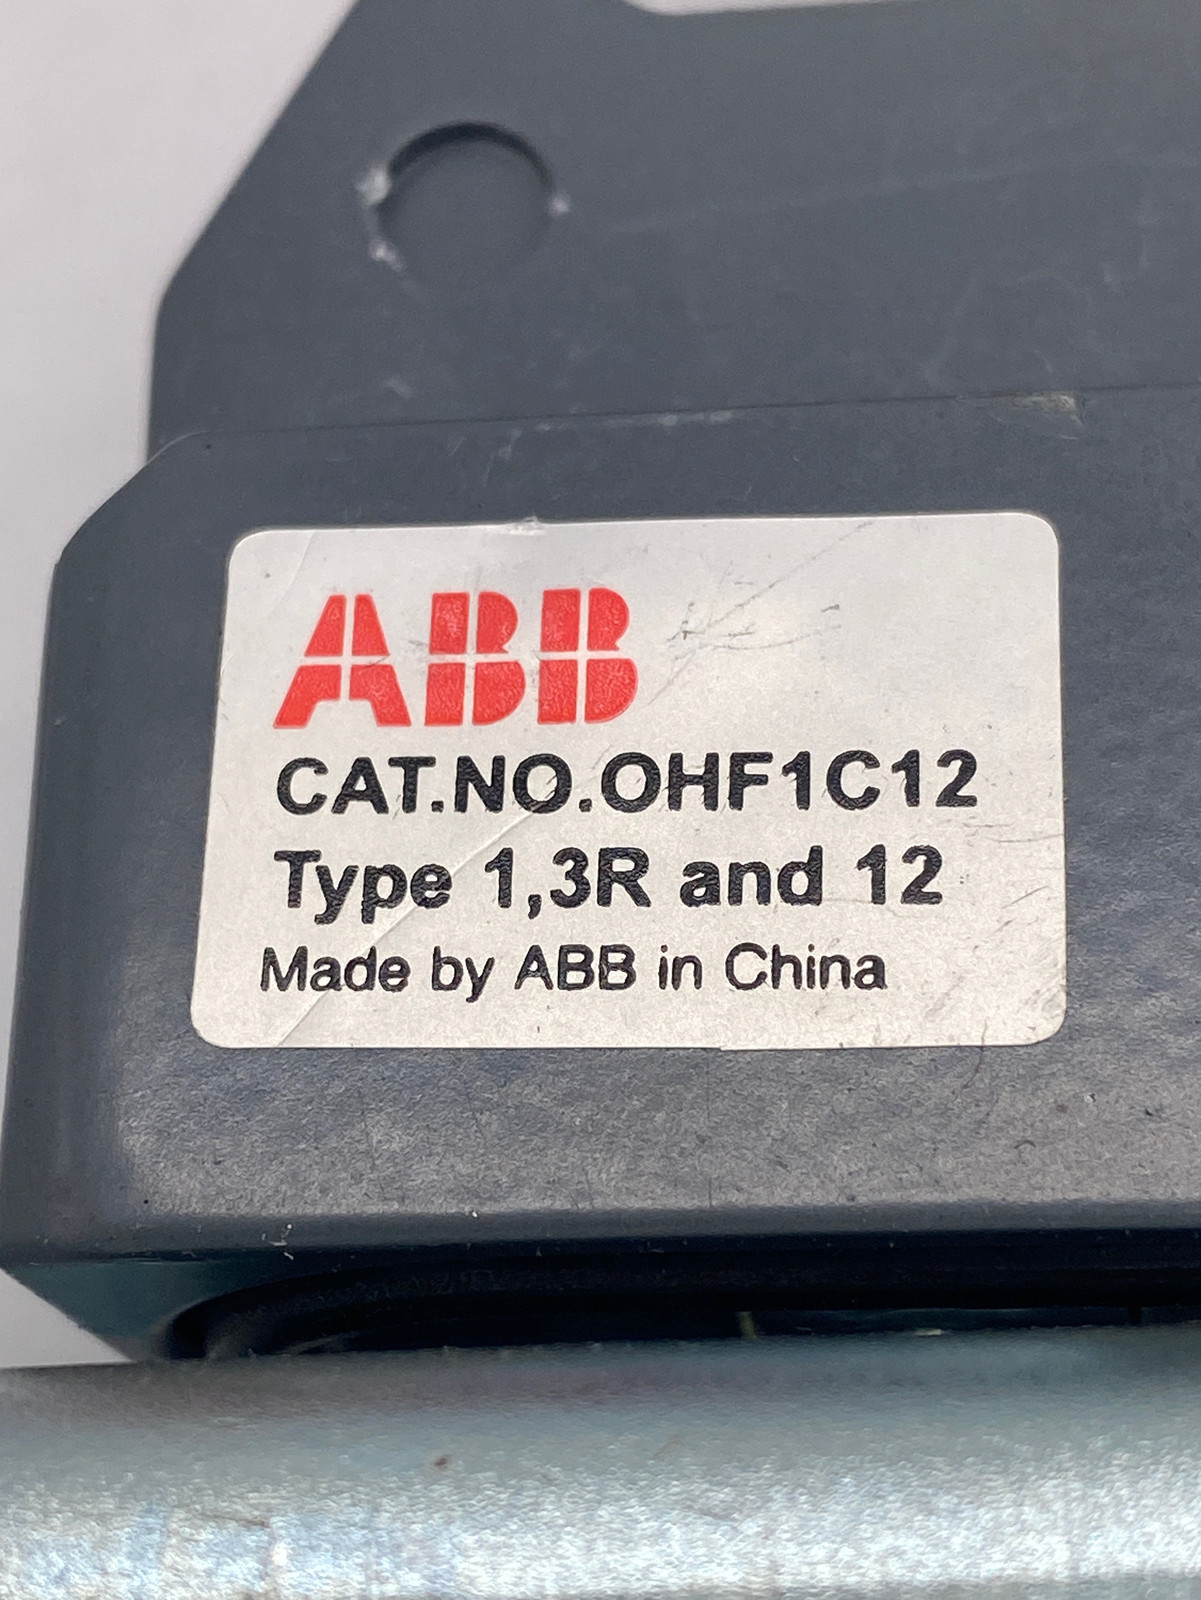 ABB
CAT.NO.OHF1C12
Type 1,3R and 12
Made by ABB in China